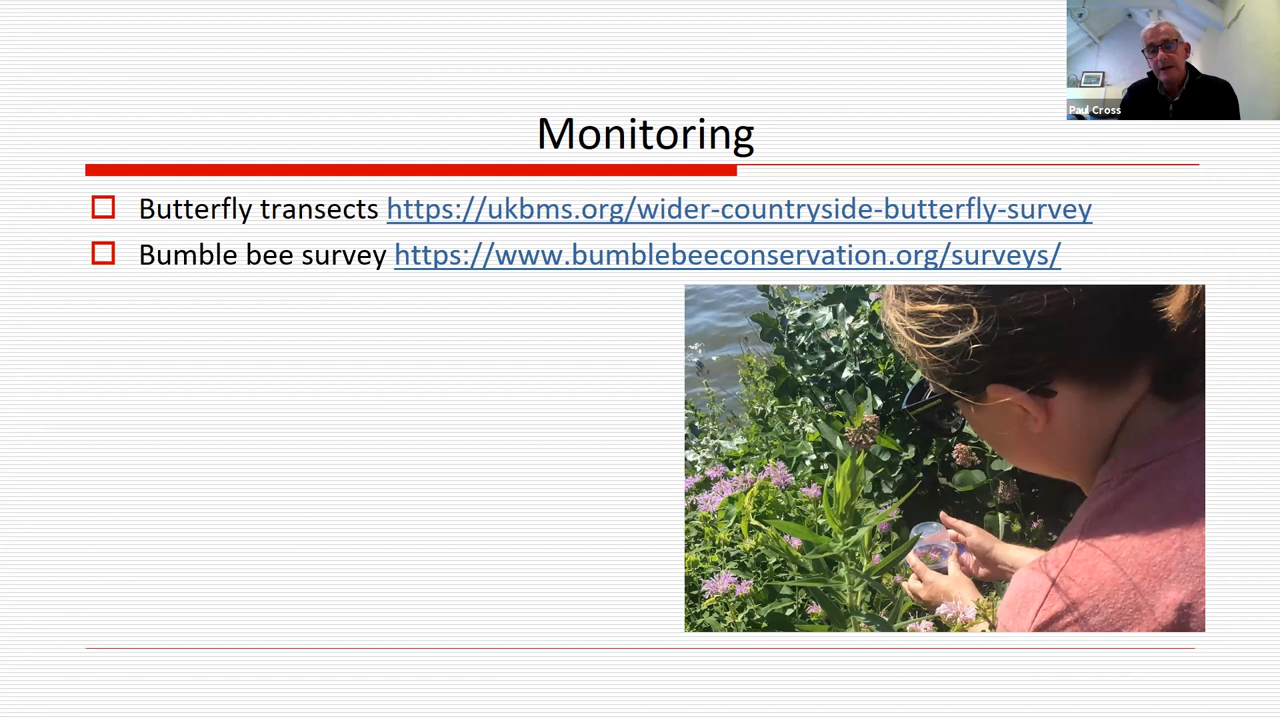 Paul Cross
Monitoring
Butterfly transects https://ukbms.org/wider-countryside-butterfly-survey
Bumble bee survey https://www.bumblebeeconservation.org/surveys/